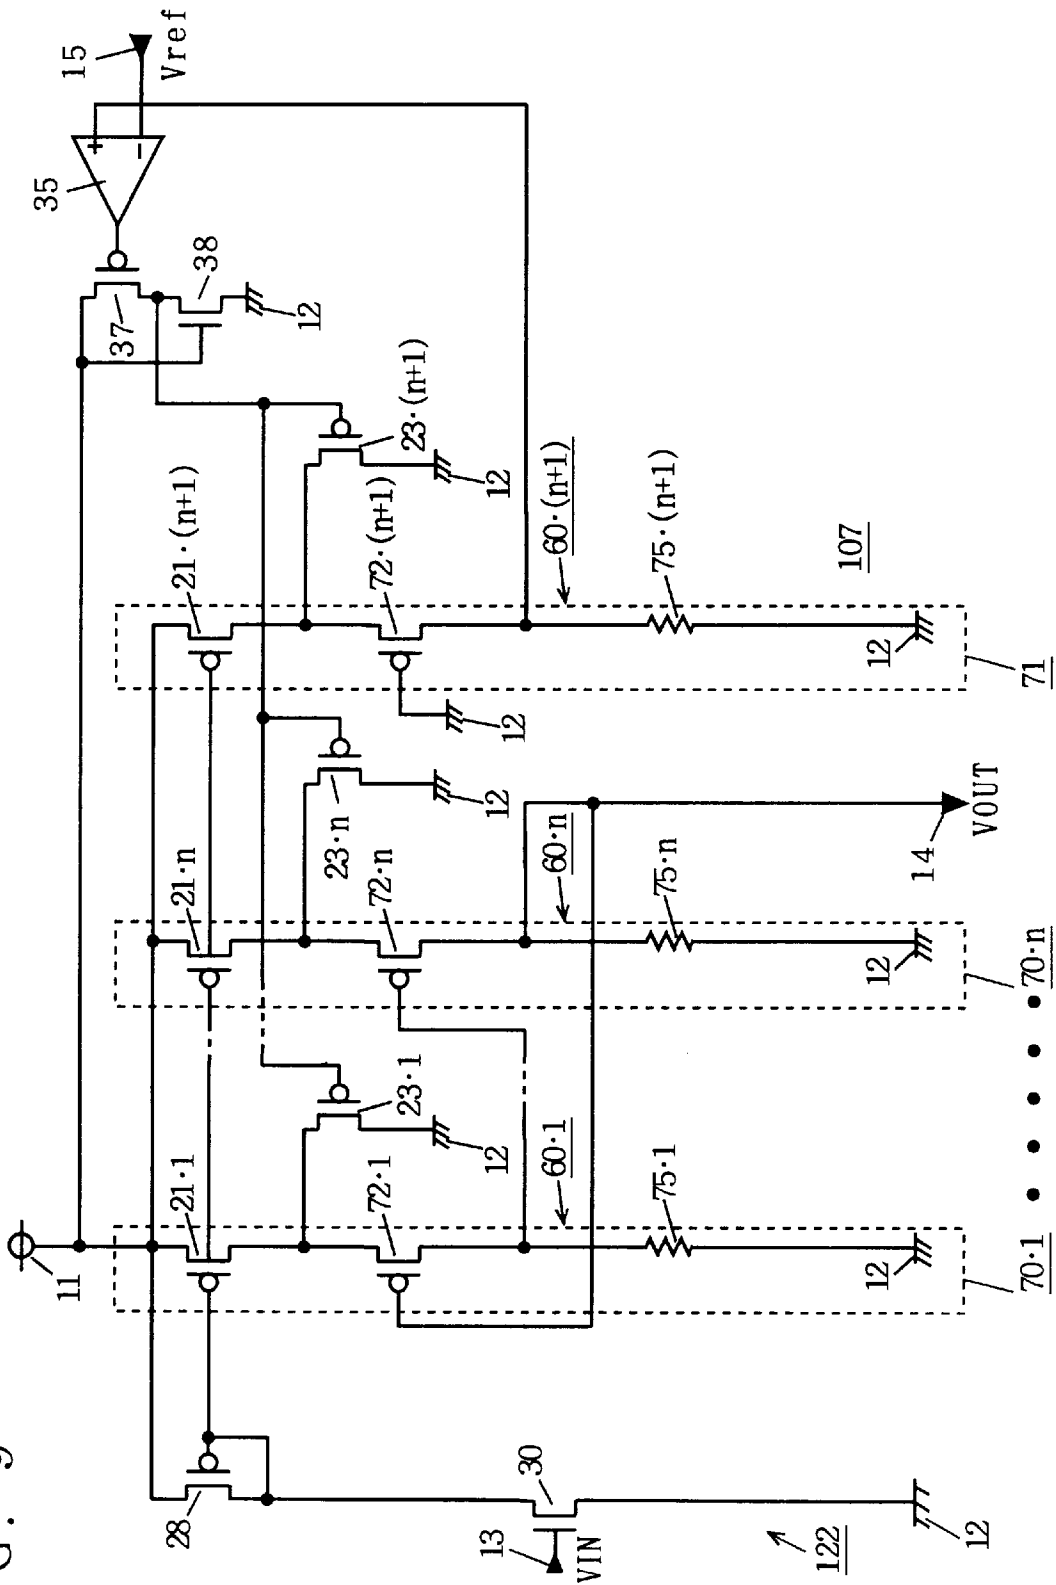 G. 9
11
28
21·1
21·n
21·(n+1)
37
38
12
35
15
Vref
23·1
12
23·n
12
23·(n+1)
12
72·1
72·n
72·(n+1)
12
13
VIN
30
60·1
60·n
60·(n+1)
75·1
75·n
75·(n+1)
12
12
12
12
14
VOUT
107
122
70·1
70·n
71
+
−